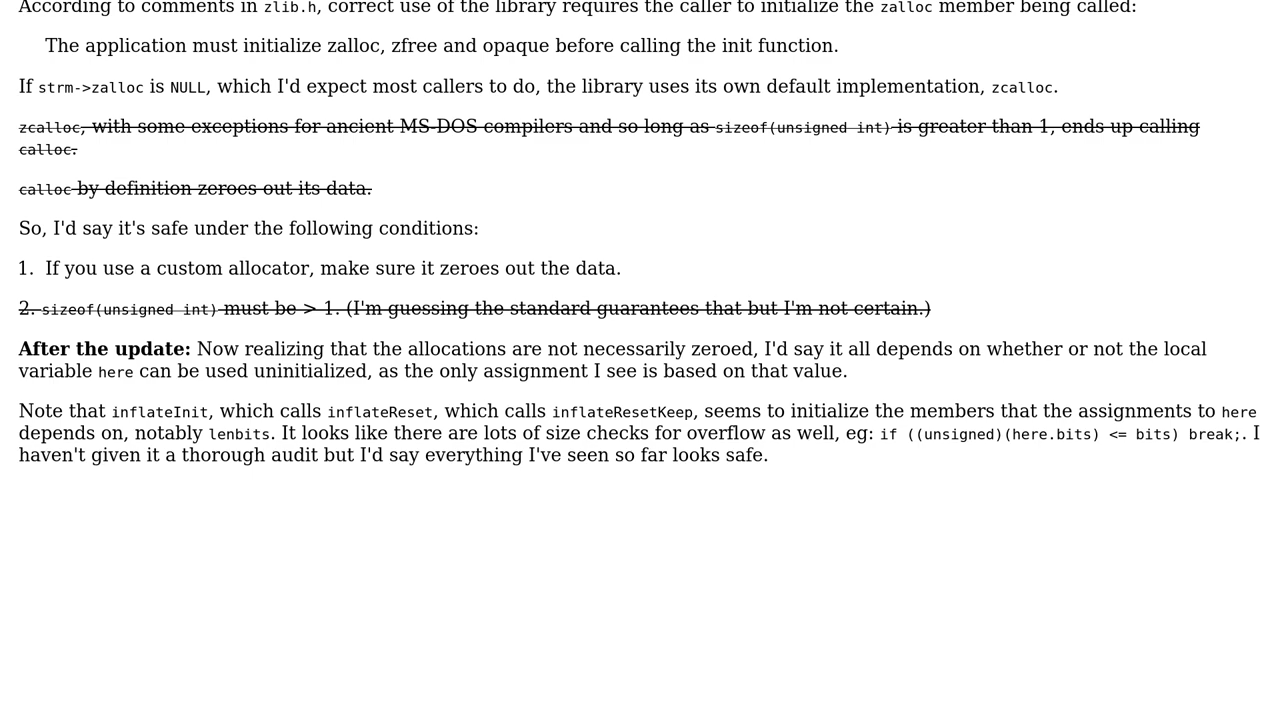 According to comments in zlib.h, correct use of the library requires the caller to initialize the zalloc member being called:
The application must initialize zalloc, zfree and opaque before calling the init function.
If strm->zalloc is NULL, which I'd expect most callers to do, the library uses its own default implementation, zcalloc.
zcalloc, with some exceptions for ancient MS-DOS compilers and so long as sizeof(unsigned int) is greater than 1, ends up calling
calloc.
calloc by definition zeroes out its data.
So, I'd say it's safe under the following conditions:
1. If you use a custom allocator, make sure it zeroes out the data.
2. sizeof(unsigned int) must be > 1. (I'm guessing the standard guarantees that but I'm not certain.)
After the update: Now realizing that the allocations are not necessarily zeroed, I'd say it all depends on whether or not the local
variable here can be used uninitialized, as the only assignment I see is based on that value.
Note that inflateInit, which calls inflateReset, which calls inflateResetKeep, seems to initialize the members that the assignments to here
depends on, notably lenbits. It looks like there are lots of size checks for overflow as well, eg: if ((unsigned)(here.bits) <= bits) break;. I
haven't given it a thorough audit but I'd say everything I've seen so far looks safe.